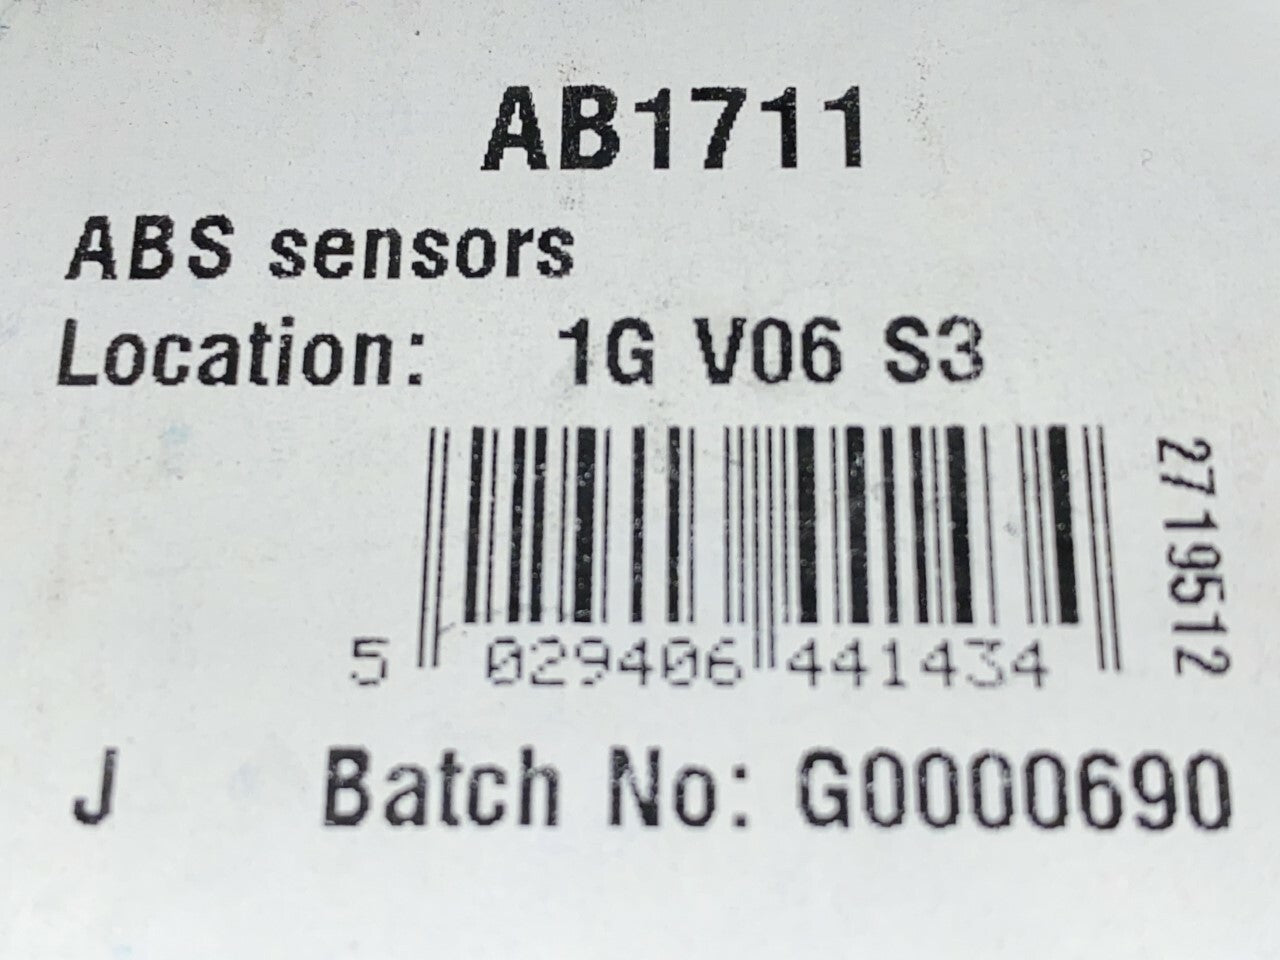 AB1711
ABS sensors
Location: 1G V06 S3
2719512
5 029406 441434
J Batch No: G0000690